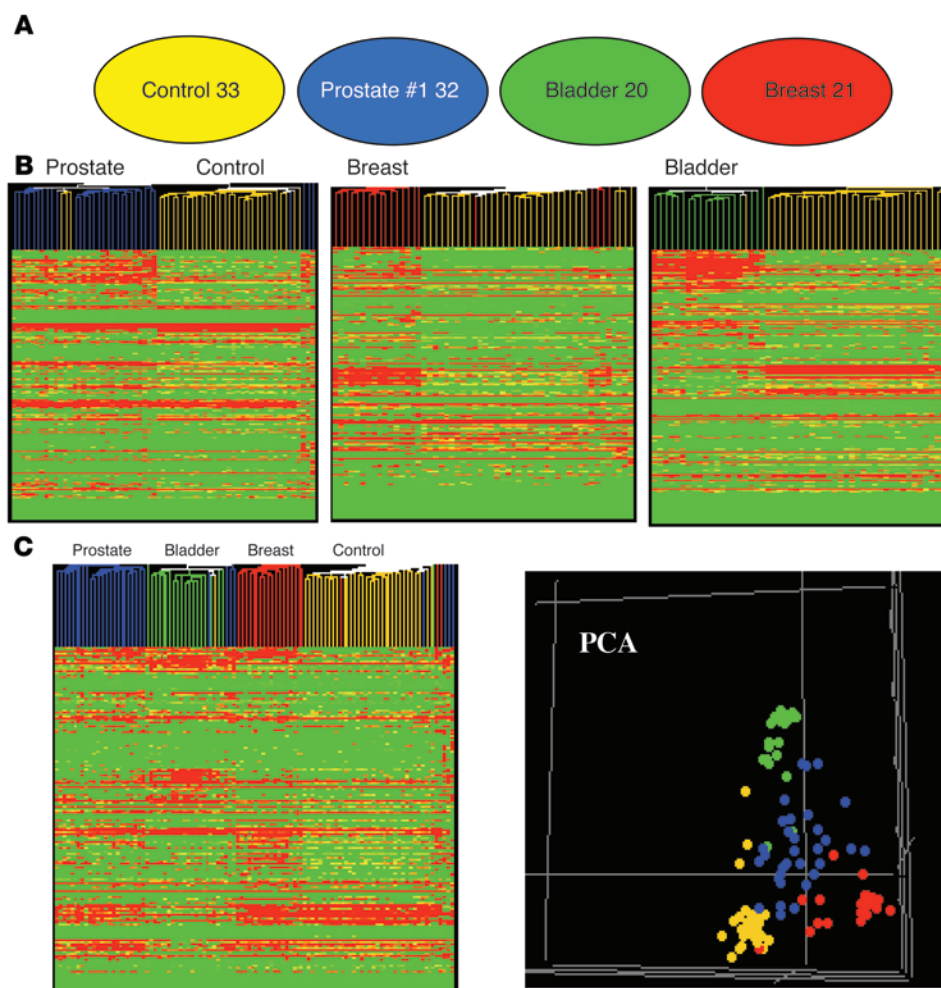 A
Control 33 Prostate #1 32 Bladder 20 Breast 21
B
Prostate Control Breast Bladder
C
Prostate Bladder Breast Control
PCA